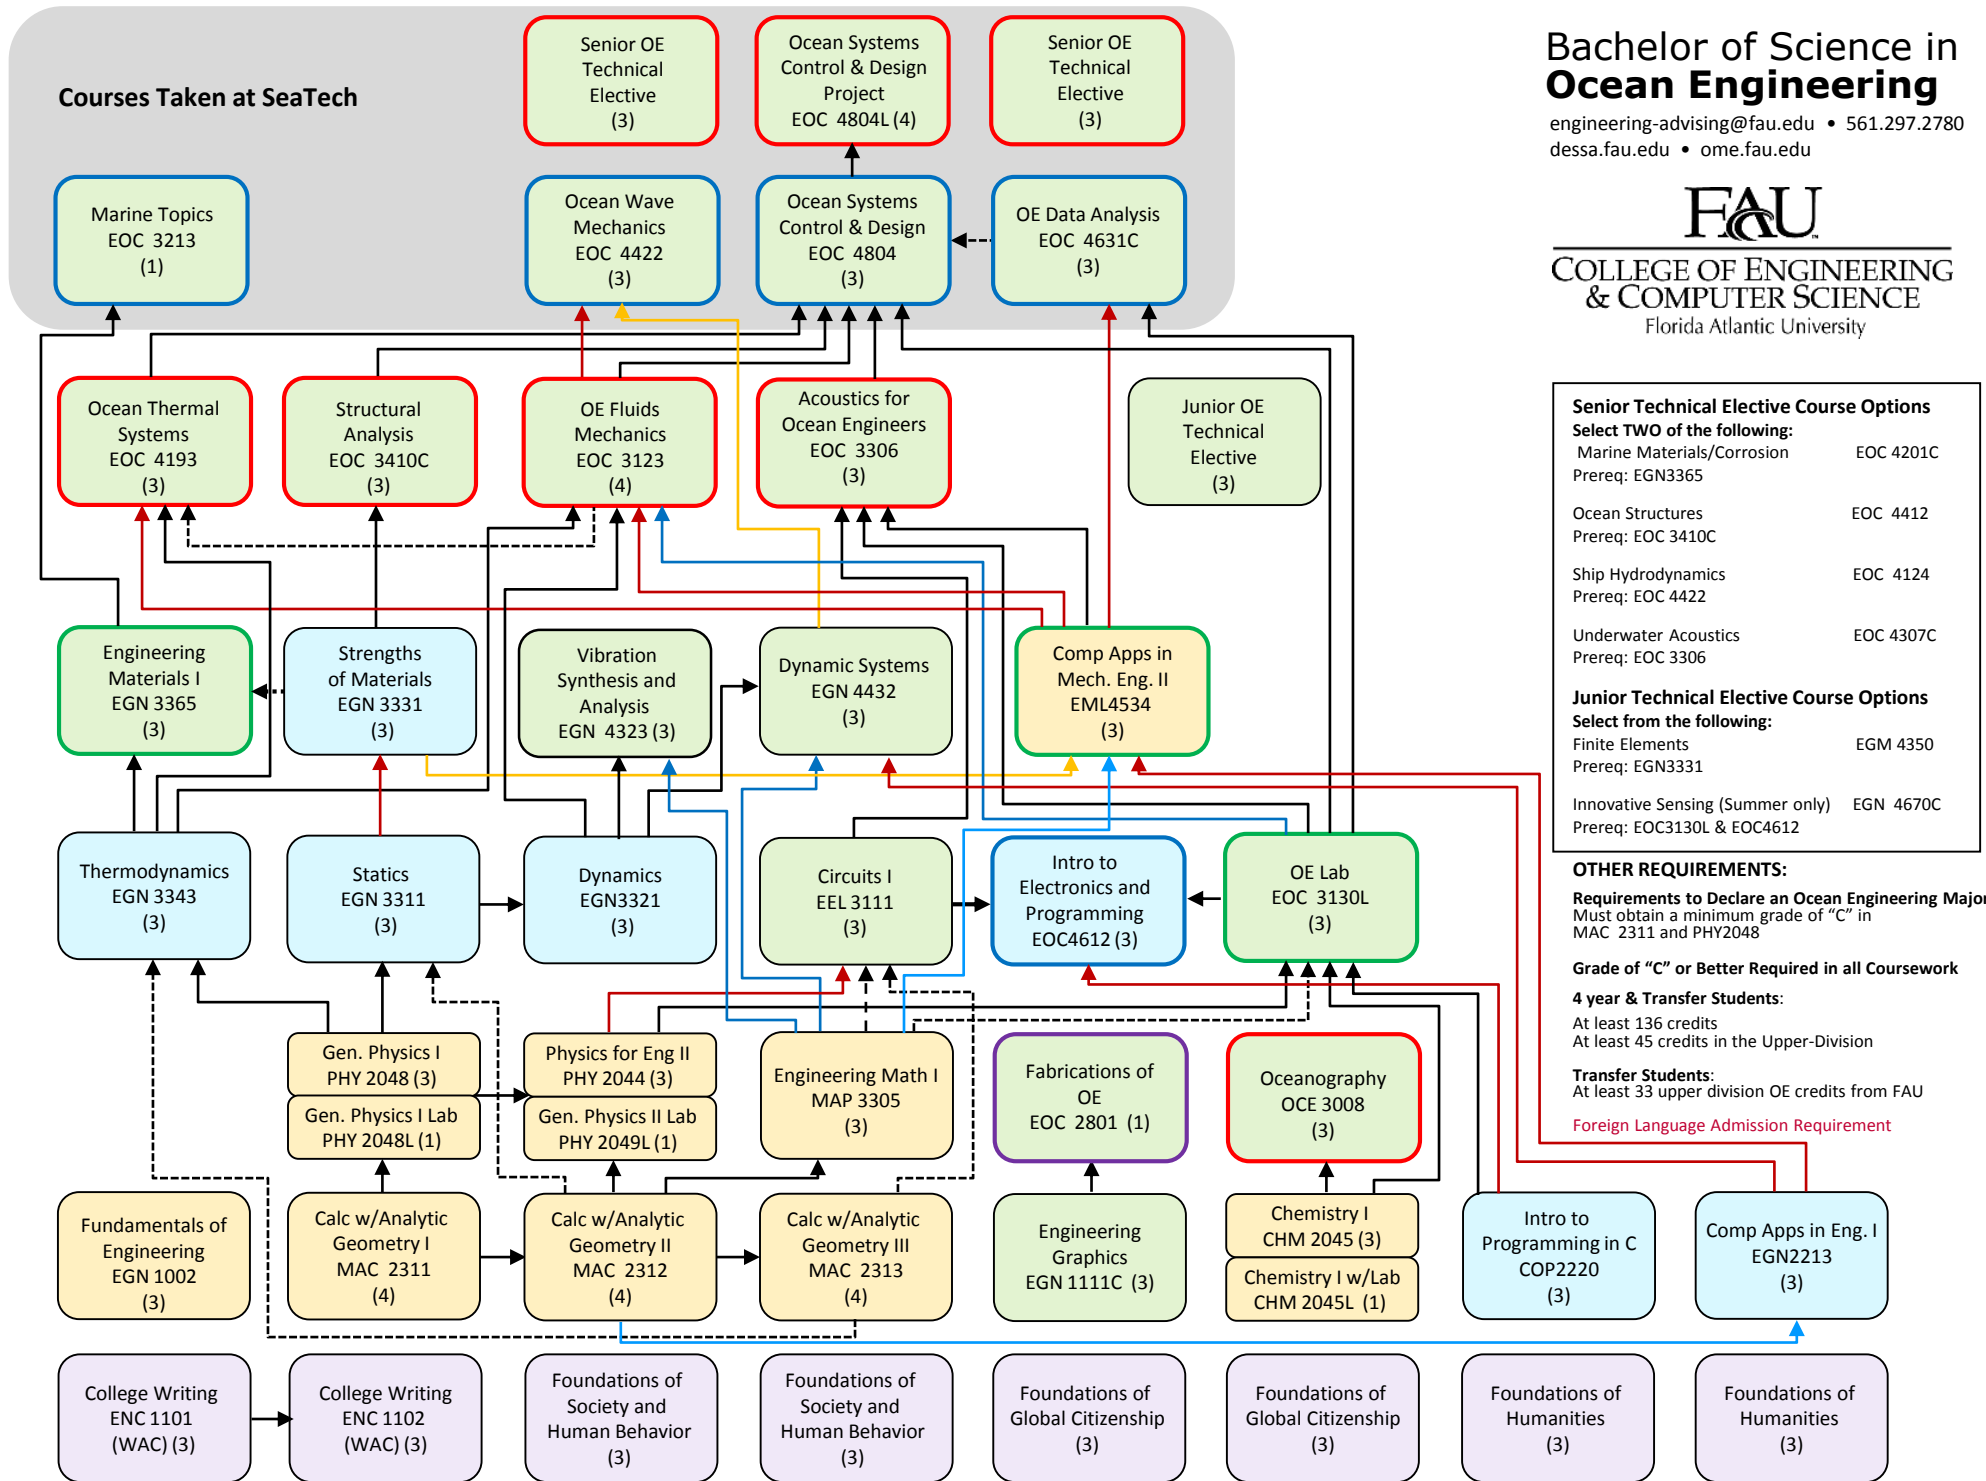 Courses Taken at SeaTech
Senior OE
Technical
Elective
(3)
Ocean Systems
Control & Design
Project
EOC 4804L (4)
Senior OE
Technical
Elective
(3)
Marine Topics
EOC 3213
(1)
Ocean Wave
Mechanics
EOC 4422
(3)
Ocean Systems
Control & Design
EOC 4804
(3)
OE Data Analysis
EOC 4631C
(3)
Ocean Thermal
Systems
EOC 4193
(3)
Structural
Analysis
EOC 3410C
(3)
OE Fluids
Mechanics
EOC 3123
(4)
Acoustics for
Ocean Engineers
EOC 3306
(3)
Junior OE
Technical
Elective
(3)
Engineering
Materials I
EGN 3365
(3)
Strengths
of Materials
EGN 3331
(3)
Vibration
Synthesis and
Analysis
EGN 4323 (3)
Dynamic Systems
EGN 4432
(3)
Comp Apps in
Mech. Eng. II
EML4534
(3)
Thermodynamics
EGN 3343
(3)
Statics
EGN 3311
(3)
Dynamics
EGN3321
(3)
Circuits I
EEL 3111
(3)
Intro to
Electronics and
Programming
EOC4612 (3)
OE Lab
EOC 3130L
(3)
Gen. Physics I
PHY 2048 (3)
Gen. Physics I Lab
PHY 2048L (1)
Physics for Eng II
PHY 2044 (3)
Gen. Physics II Lab
PHY 2049L (1)
Engineering Math I
MAP 3305
(3)
Fabrications of
OE
EOC 2801 (1)
Oceanography
OCE 3008
(3)
Fundamentals of
Engineering
EGN 1002
(3)
Calc w/Analytic
Geometry I
MAC 2311
(4)
Calc w/Analytic
Geometry II
MAC 2312
(4)
Calc w/Analytic
Geometry III
MAC 2313
(4)
Engineering
Graphics
EGN 1111C (3)
Chemistry I
CHM 2045 (3)
Chemistry I w/Lab
CHM 2045L (1)
Intro to
Programming in C
COP2220
(3)
Comp Apps in Eng. I
EGN2213
(3)
College Writing
ENC 1101
(WAC) (3)
College Writing
ENC 1102
(WAC) (3)
Foundations of
Society and
Human Behavior
(3)
Foundations of
Society and
Human Behavior
(3)
Foundations of
Global Citizenship
(3)
Foundations of
Global Citizenship
(3)
Foundations of
Humanities
(3)
Foundations of
Humanities
(3)
Bachelor of Science in
Ocean Engineering
engineering-advising@fau.edu • 561.297.2780
dessa.fau.edu • ome.fau.edu
FAU
COLLEGE OF ENGINEERING
& COMPUTER SCIENCE
Florida Atlantic University
Senior Technical Elective Course Options
Select TWO of the following:
Marine Materials/Corrosion EOC 4201C
Prereq: EGN3365
Ocean Structures EOC 4412
Prereq: EOC 3410C
Ship Hydrodynamics EOC 4124
Prereq: EOC 4422
Underwater Acoustics EOC 4307C
Prereq: EOC 3306
Junior Technical Elective Course Options
Select from the following:
Finite Elements EGM 4350
Prereq: EGN3331
Innovative Sensing (Summer only) EGN 4670C
Prereq: EOC3130L & EOC4612
OTHER REQUIREMENTS:
Requirements to Declare an Ocean Engineering Major
Must obtain a minimum grade of “C” in
MAC 2311 and PHY2048
Grade of “C” or Better Required in all Coursework
4 year & Transfer Students:
At least 136 credits
At least 45 credits in the Upper-Division
Transfer Students:
At least 33 upper division OE credits from FAU
Foreign Language Admission Requirement